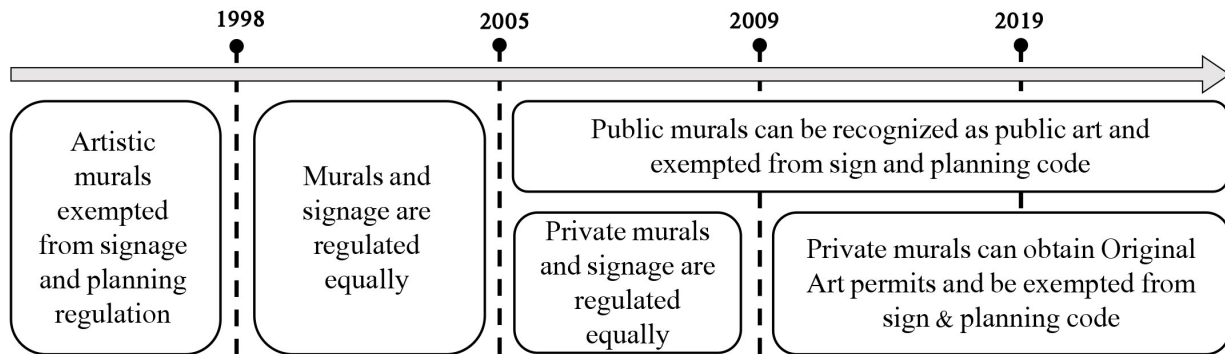 1998
2005
2009
2019
Artistic
murals
exempted
from signage
and planning
regulation
Murals and
signage are
regulated
equally
Public murals can be recognized as public art and
exempted from sign and planning code
Private murals
and signage are
regulated
equally
Private murals can obtain Original
Art permits and be exempted from
sign & planning code